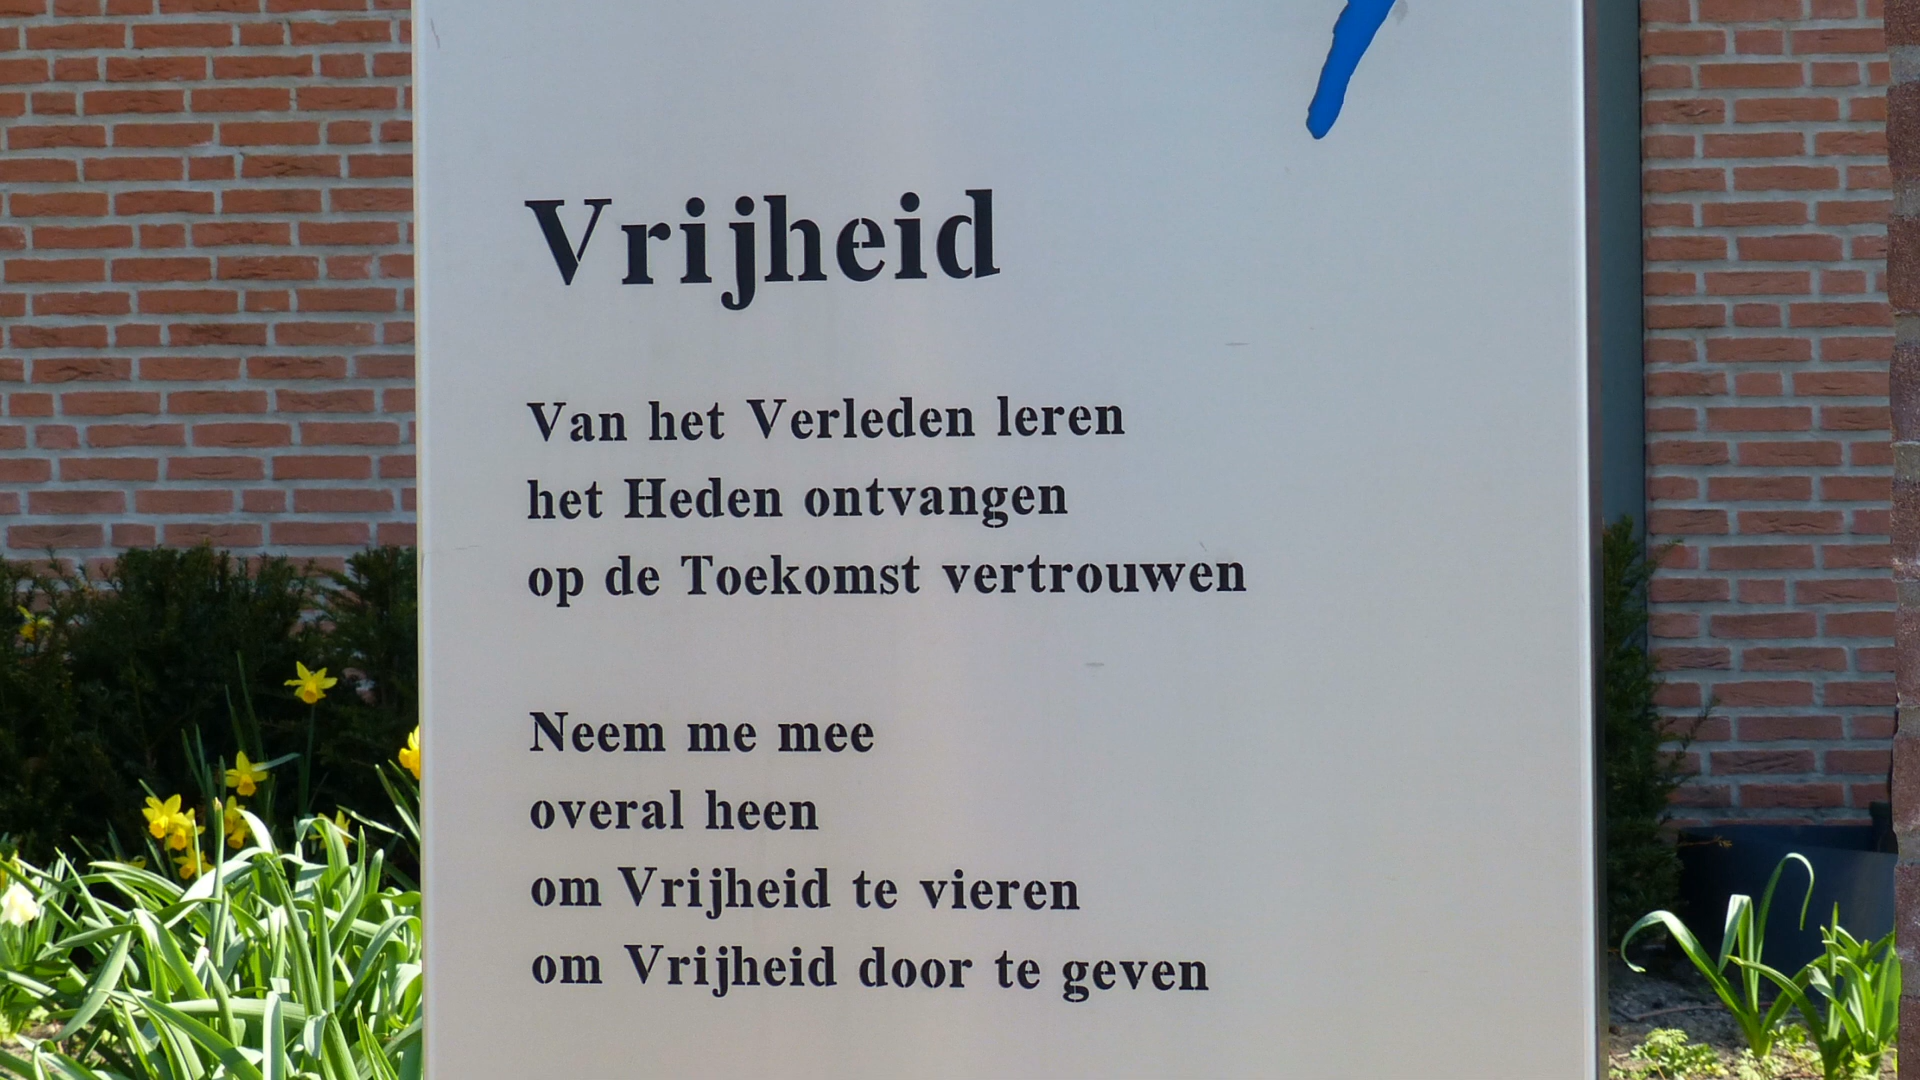 Vrijheid
Van het Verleden leren
het Heden ontvangen
op de Toekomst vertrouwen
Neem me mee
overal heen
om Vrijheid te vieren
om Vrijheid door te geven